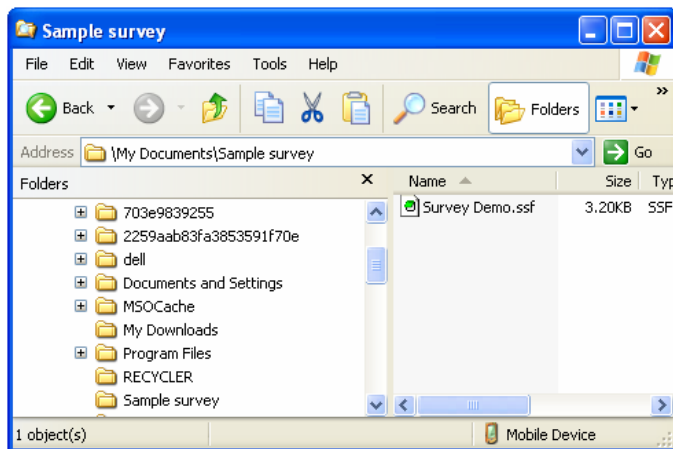 Sample survey
File Edit View Favorites Tools Help
Back Search Folders »
Address \My Documents\Sample survey Go
Folders × Name Size Typ
703e9839255 Survey Demo.ssf 3.20KB SSF
2259aab83fa3853591f70e
dell
Documents and Settings
MSOCache
My Downloads
Program Files
RECYCLER
Sample survey
1 object(s) Mobile Device